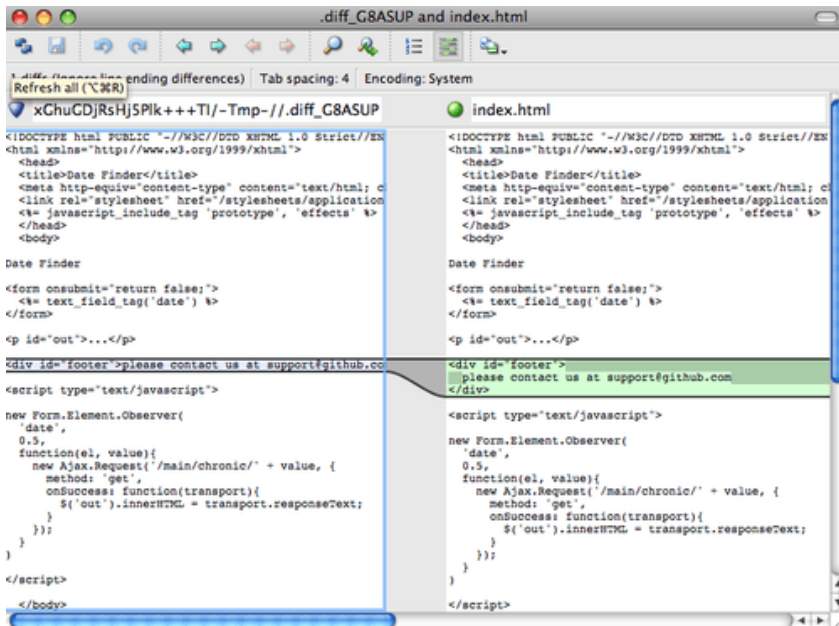 .diff_G8ASUP and index.html
1 diffs (Ignore line ending differences) Tab spacing: 4 Encoding: System
Refresh all (⌥⌘R)
xGhuGDjRsHj5Plk+++TI/-Tmp-//.diff_G8ASUP
<!DOCTYPE html PUBLIC "-//W3C//DTD XHTML 1.0 Strict//EN
<html xmlns="http://www.w3.org/1999/xhtml">
<head>
<title>Date Finder</title>
<meta http-equiv="content-type" content="text/html; c
<link rel="stylesheet" href="/stylesheets/application
<%= javascript_include_tag 'prototype', 'effects' %>
</head>
<body>
Date Finder
<form onsubmit="return false;">
<%= text_field_tag('date') %>
</form>
<p id="out">...</p>
<div id="footer">please contact us at support@github.co
<script type="text/javascript">
new Form.Element.Observer(
'date',
0.5,
function(el, value){
new Ajax.Request('/main/chronic/' + value, {
method: 'get',
onSuccess: function(transport){
$('out').innerHTML = transport.responseText;
}
});
}
)
</script>
</body>
index.html
<!DOCTYPE html PUBLIC "-//W3C//DTD XHTML 1.0 Strict//EN
<html xmlns="http://www.w3.org/1999/xhtml">
<head>
<title>Date Finder</title>
<meta http-equiv="content-type" content="text/html; c
<link rel="stylesheet" href="/stylesheets/application
<%= javascript_include_tag 'prototype', 'effects' %>
</head>
<body>
Date Finder
<form onsubmit="return false;">
<%= text_field_tag('date') %>
</form>
<p id="out">...</p>
<div id="footer">
please contact us at support@github.com
</div>
<script type="text/javascript">
new Form.Element.Observer(
'date',
0.5,
function(el, value){
new Ajax.Request('/main/chronic/' + value, {
method: 'get',
onSuccess: function(transport){
$('out').innerHTML = transport.responseText;
}
});
}
)
</script>